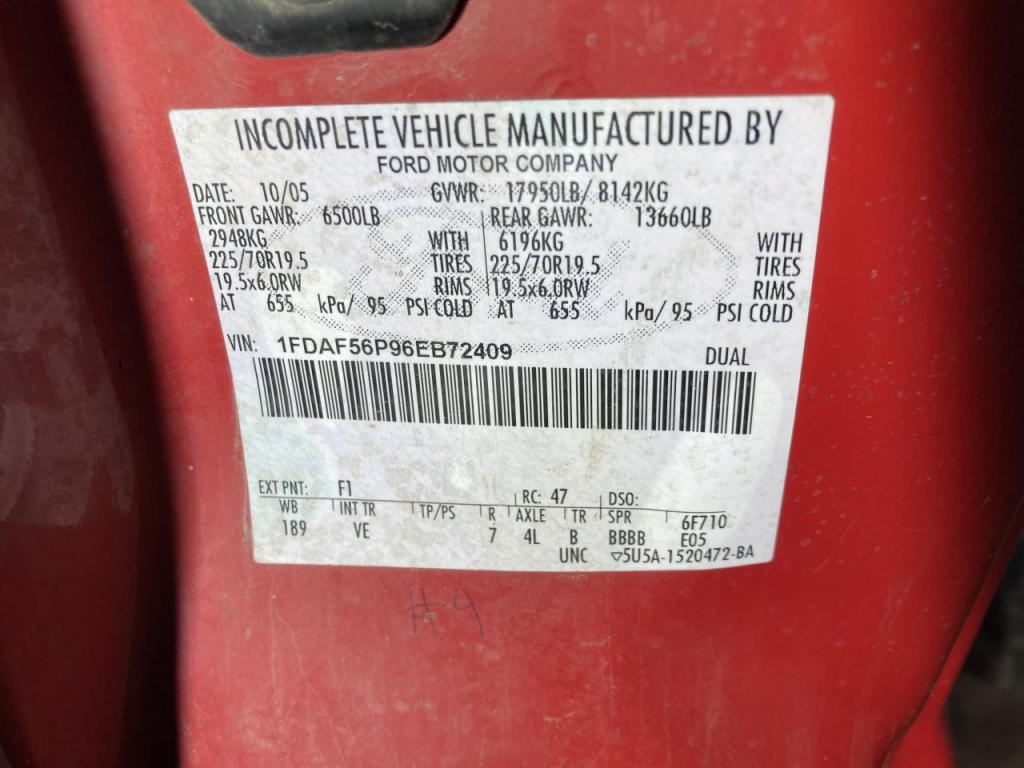 INCOMPLETE VEHICLE MANUFACTURED BY
FORD MOTOR COMPANY
DATE: 10/05 GVWR: 17950LB/ 8142KG
FRONT GAWR: 6500LB REAR GAWR: 13660LB
2948KG WITH 6196KG WITH
225/70R19.5 TIRES 225/70R19.5 TIRES
19.5x6.0RW RIMS 19.5x6.0RW RIMS
AT 655 kPa/ 95 PSI COLD AT 655 kPa/ 95 PSI COLD
VIN: 1FDAF56P96EB72409 DUAL
EXT PNT: F1 RC: 47 DSO:
WB INT TR TP/PS R AXLE TR SPR 6F710
189 VE 7 4L B BBBB E05
UNC ▽5U5A-1520472-BA
#9